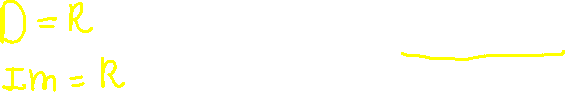 D = R
Im = R